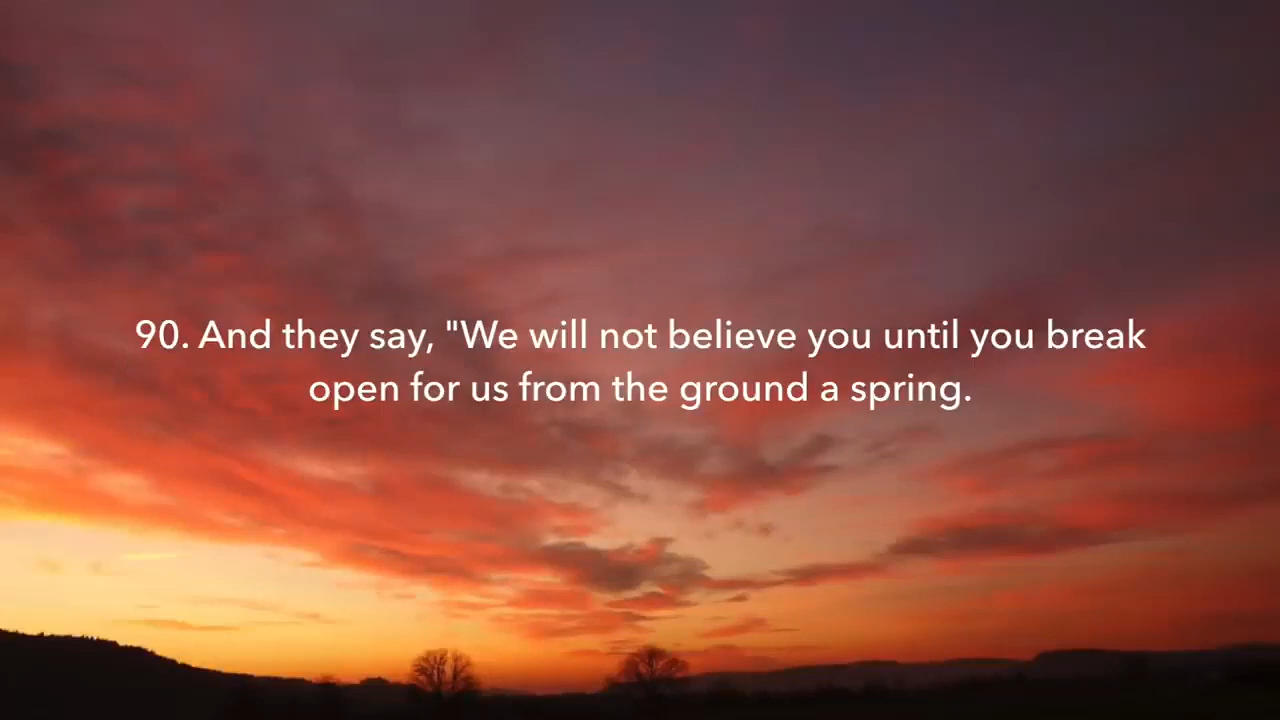 90. And they say, "We will not believe you until you break
open for us from the ground a spring.